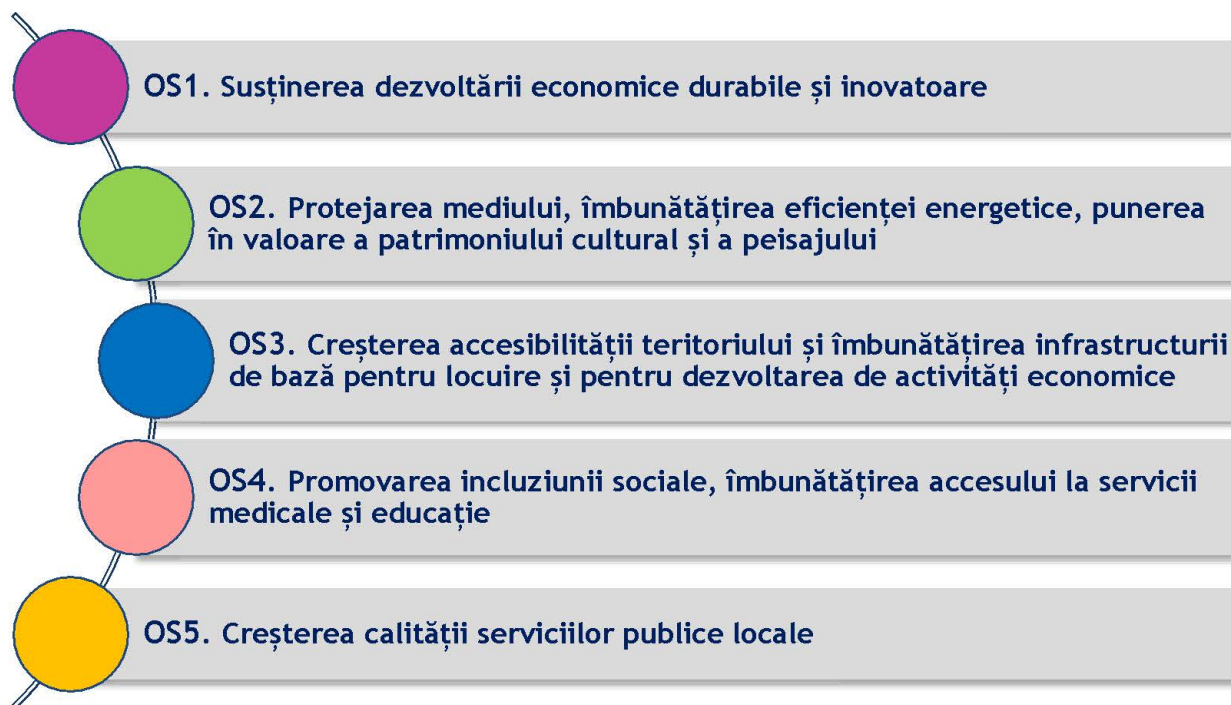 OS1. Susținerea dezvoltării economice durabile și inovatoare
OS2. Protejarea mediului, îmbunătățirea eficienței energetice, punerea
în valoare a patrimoniului cultural și a peisajului
OS3. Creșterea accesibilității teritoriului și îmbunătățirea infrastructurii
de bază pentru locuire și pentru dezvoltarea de activități economice
OS4. Promovarea incluziunii sociale, îmbunătățirea accesului la servicii
medicale și educație
OS5. Creșterea calității serviciilor publice locale